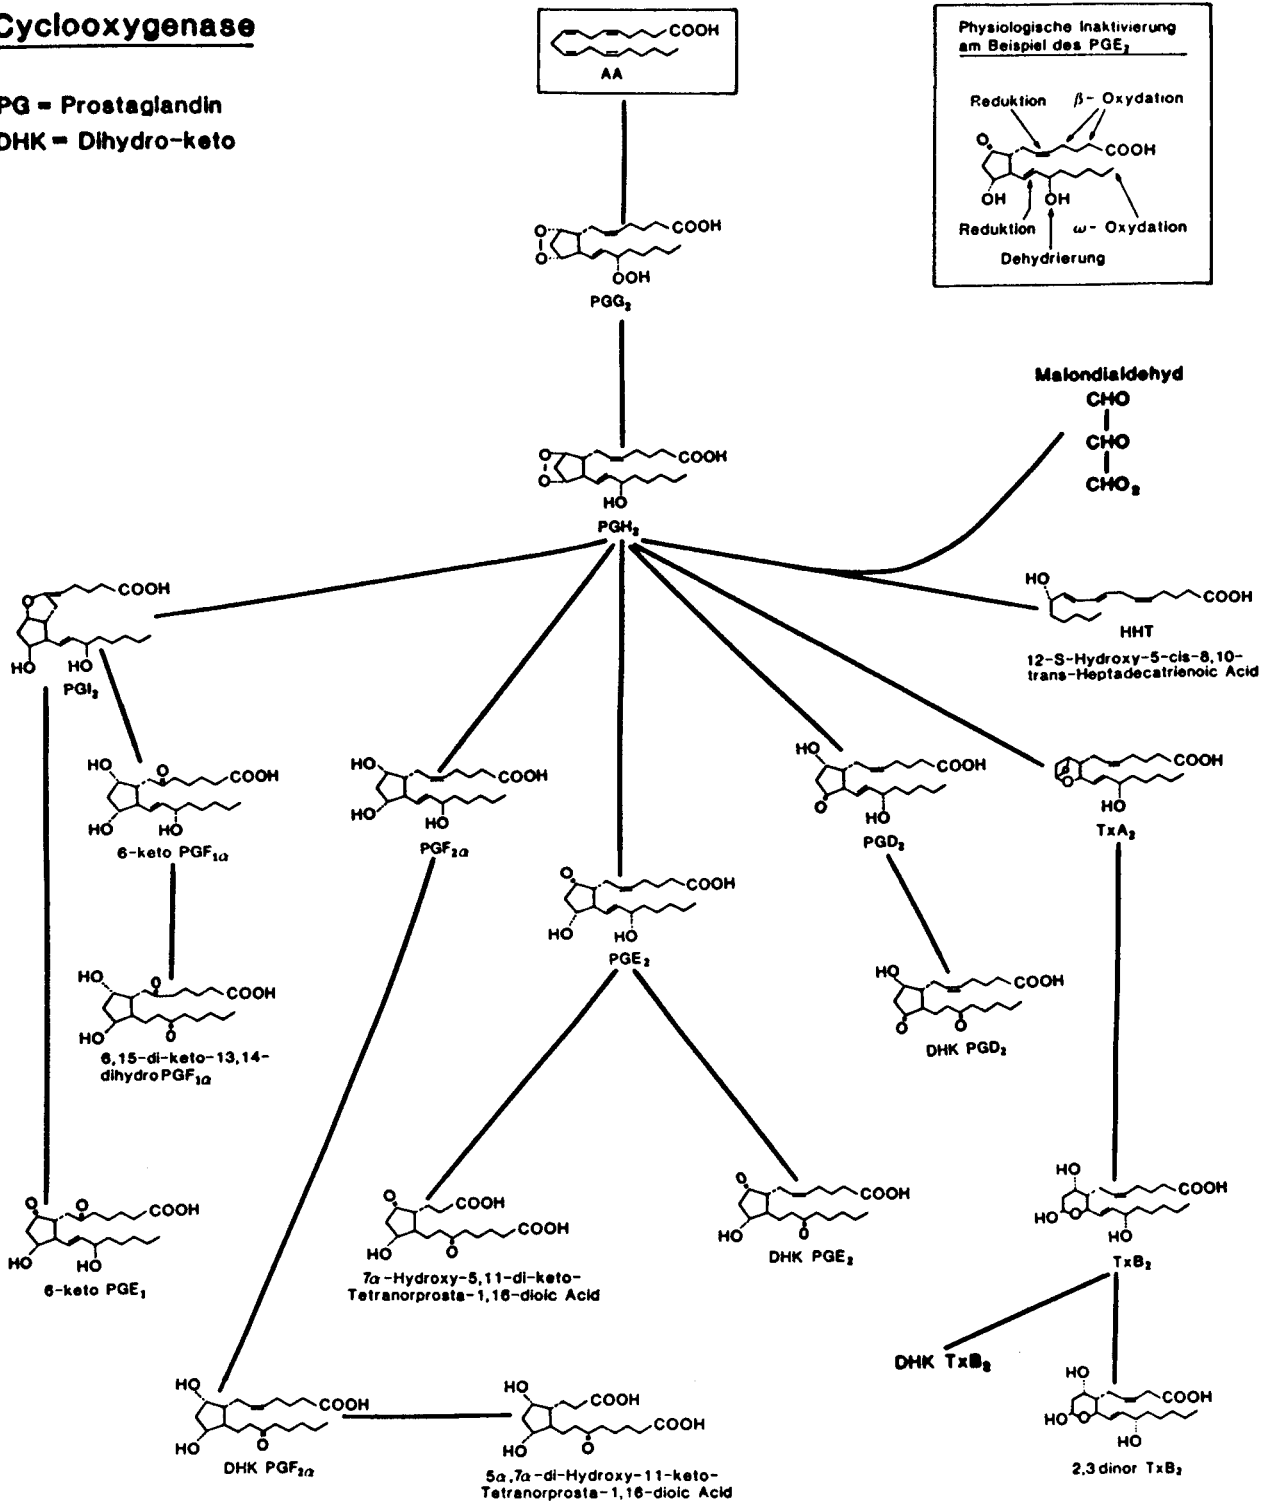 Cyclooxygenase
PG = Prostaglandin
DHK = Dihydro-keto
COOH
AA
Physiologische Inaktivierung
am Beispiel des PGE₂
Reduktion β- Oxydation
O
COOH
OH OH
Reduktion ω- Oxydation
Dehydrierung
O COOH
O
OOH
PGG₂
Malondialdehyd
CHO
CHO
CHO₂
O COOH
O
HO
PGH₂
COOH
O
HO HO
PGI₂
HO
COOH
HHT
12-S-Hydroxy-5-cis-8,10-
trans-Heptadecatrienoic Acid
HO O COOH
HO HO
6-keto PGF₁α
HO COOH
HO HO
PGF₂α
HO COOH
O HO
PGD₂
COOH
O
O
HO
TxA₂
O COOH
HO HO
PGE₂
HO O COOH
HO O
6,15-di-keto-13,14-
dihydroPGF₁α
HO COOH
O O
DHK PGD₂
O O COOH
HO HO
6-keto PGE₁
O COOH
COOH
HO O
7α-Hydroxy-5,11-di-keto-
Tetranorprosta-1,16-dioic Acid
O COOH
HO O
DHK PGE₂
HO COOH
HO O
HO
TxB₂
DHK TxB₂
HO COOH
HO O
DHK PGF₂α
HO COOH
COOH
HO O
5α,7α-di-Hydroxy-11-keto-
Tetranorprosta-1,16-dioic Acid
HO COOH
HO O
HO
2,3 dinor TxB₂